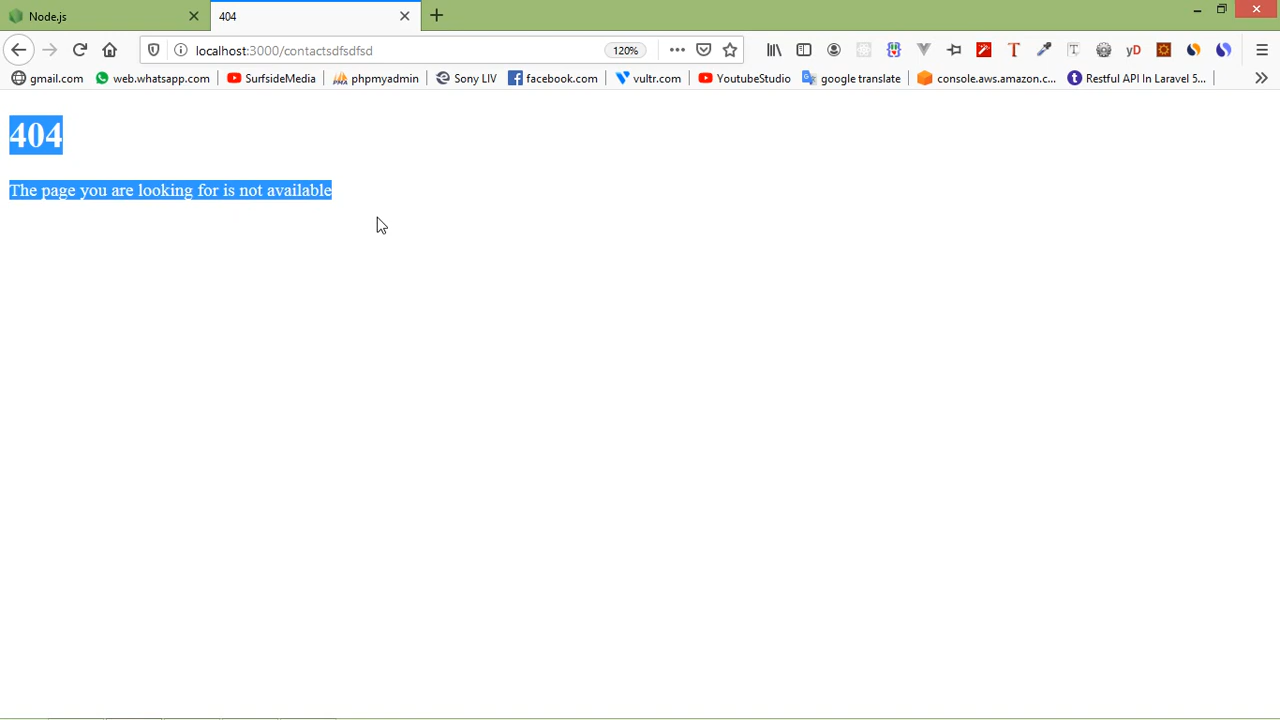 Node.js
404
localhost:3000/contactsdfsdfsd
120%
T
T
yD
gmail.com
web.whatsapp.com
SurfsideMedia
phpmyadmin
Sony LIV
facebook.com
vultr.com
YoutubeStudio
google translate
console.aws.amazon.c...
Restful API In Laravel 5...
404
The page you are looking for is not available